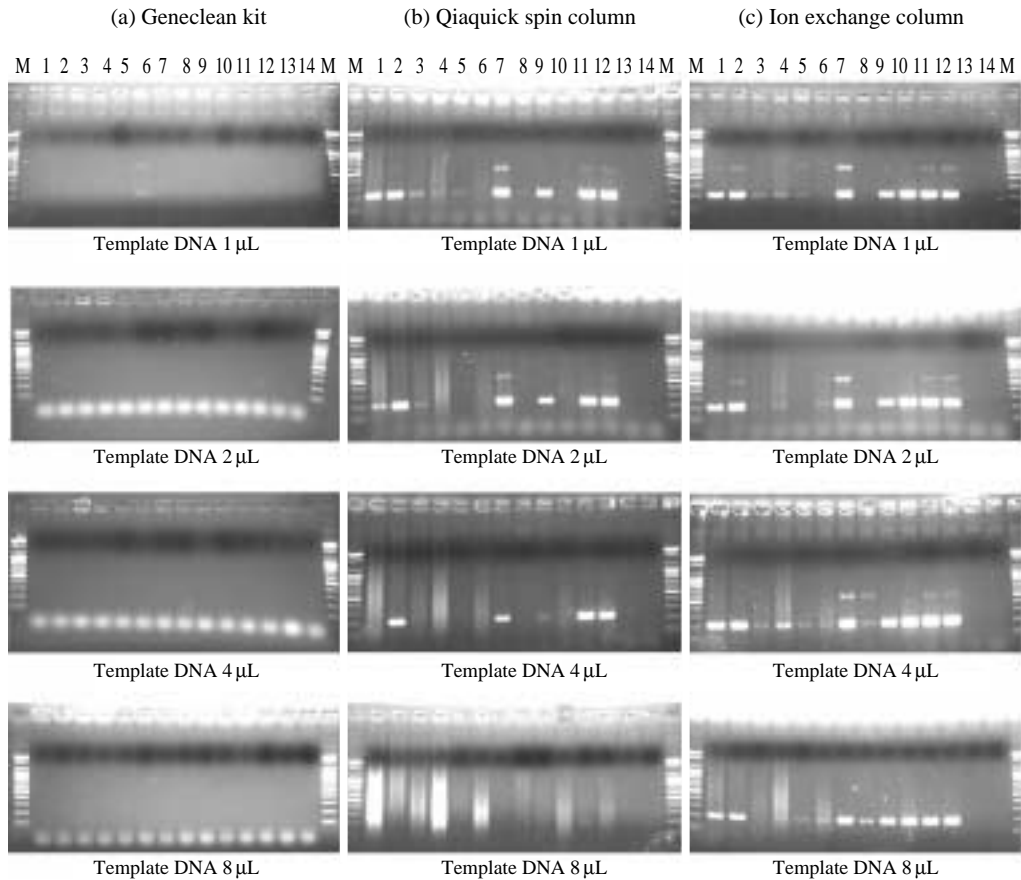 (a) Geneclean kit (b) Qiaquick spin column (c) Ion exchange column
M 1 2 3 4 5 6 7 8 9 10 11 12 13 14 M M 1 2 3 4 5 6 7 8 9 10 11 12 14 M M 1 2 3 4 5 6 7 8 9 10 11 12 13 14 M
Template DNA 1 µL Template DNA 1 µL Template DNA 1 µL
Template DNA 2 µL Template DNA 2 µL Template DNA 2 µL
Template DNA 4 µL Template DNA 4 µL Template DNA 4 µL
Template DNA 8 µL Template DNA 8 µL Template DNA 8 µL